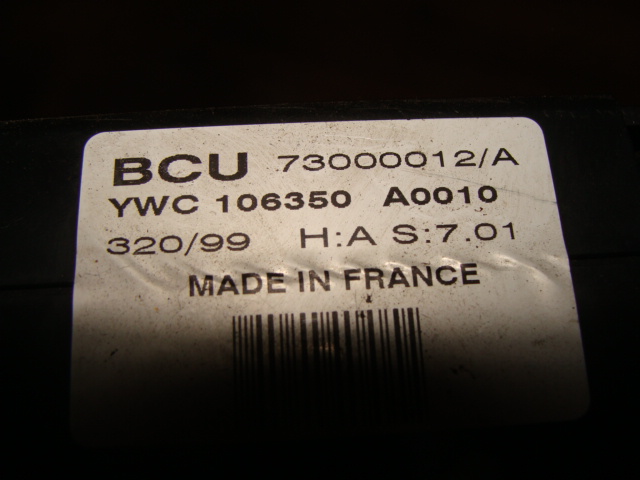 BCU 73000012/A
YWC 106350 A0010
320/99 H:A S:7.01
MADE IN FRANCE